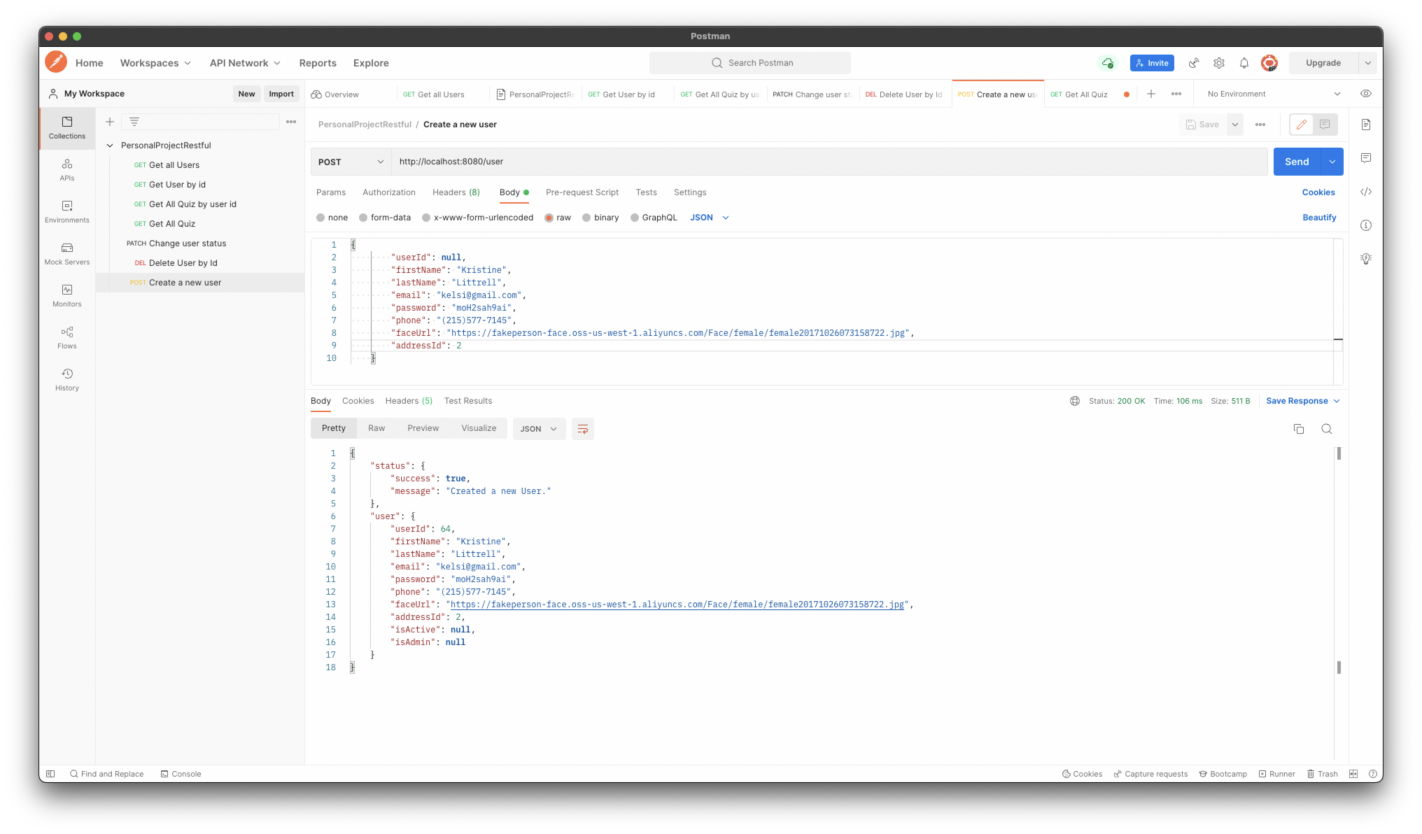 Postman
Home Workspaces API Network Reports Explore Search Postman Invite Upgrade
My Workspace New Import Overview GET Get all Users PersonalProjectR GET Get User by id GET Get All Quiz by us PATCH Change user st DEL Delete User by Id POST Create a new us GET Get All Quiz No Environment
Collections
APIs
Environments
Mock Servers
Monitors
Flows
History
PersonalProjectRestful
GET Get all Users
GET Get User by id
GET Get All Quiz by user id
GET Get All Quiz
PATCH Change user status
DEL Delete User by Id
POST Create a new user
PersonalProjectRestful / Create a new user Save
POST http://localhost:8080/user Send
Params Authorization Headers (8) Body Pre-request Script Tests Settings Cookies
none form-data x-www-form-urlencoded raw binary GraphQL JSON Beautify
1 {
2 "userId": null,
3 "firstName": "Kristine",
4 "lastName": "Littrell",
5 "email": "kelsi@gmail.com",
6 "password": "moH2sah9ai",
7 "phone": "(215)577-7145",
8 "faceUrl": "https://fakeperson-face.oss-us-west-1.aliyuncs.com/Face/female/female20171026073158722.jpg",
9 "addressId": 2
10 }
Body Cookies Headers (5) Test Results Status: 200 OK Time: 106 ms Size: 511 B Save Response
Pretty Raw Preview Visualize JSON
1 {
2 "status": {
3 "success": true,
4 "message": "Created a new User."
5 },
6 "user": {
7 "userId": 64,
8 "firstName": "Kristine",
9 "lastName": "Littrell",
10 "email": "kelsi@gmail.com",
11 "password": "moH2sah9ai",
12 "phone": "(215)577-7145",
13 "faceUrl": "https://fakeperson-face.oss-us-west-1.aliyuncs.com/Face/female/female20171026073158722.jpg",
14 "addressId": 2,
15 "isActive": null,
16 "isAdmin": null
17 }
18 }
Find and Replace Console Cookies Capture requests Bootcamp Runner Trash